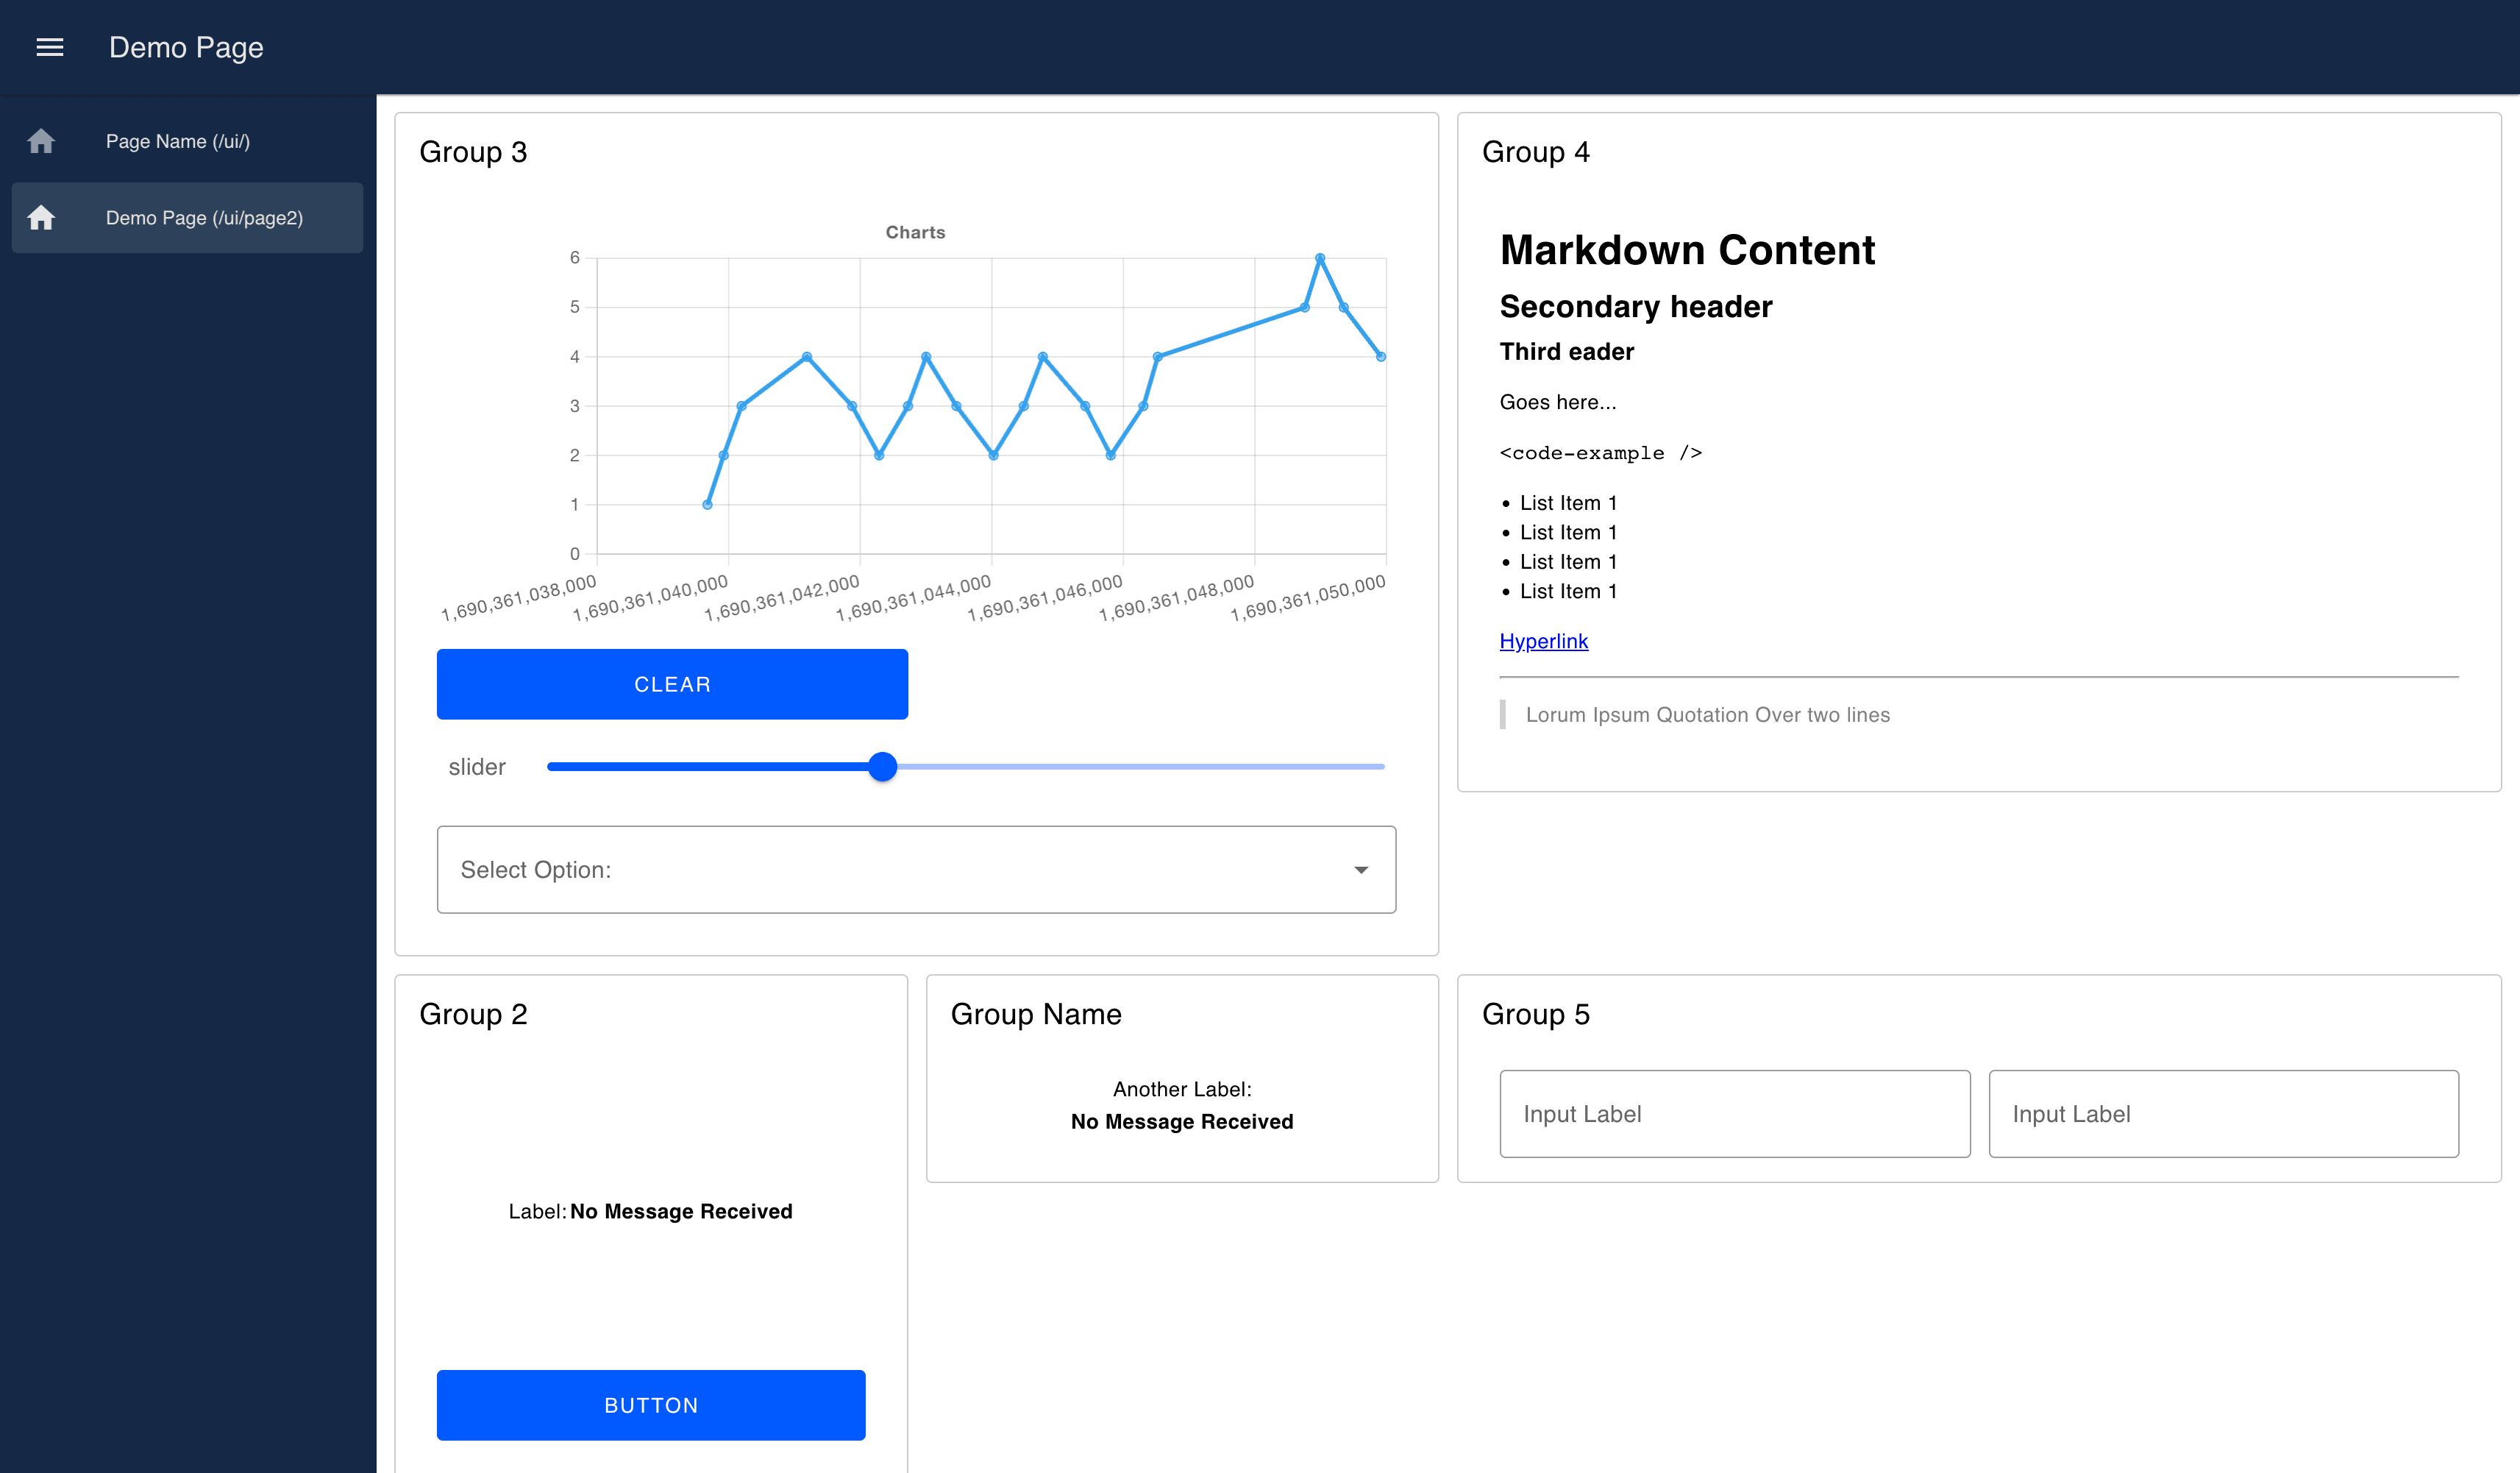 Demo Page
Page Name (/ui/)
Demo Page (/ui/page2)
Group 3
Charts
6
5
4
3
2
1
0
1,690,361,038,000
1,690,361,040,000
1,690,361,042,000
1,690,361,044,000
1,690,361,046,000
1,690,361,048,000
1,690,361,050,000
CLEAR
slider
Select Option:
Group 4
Markdown Content
Secondary header
Third eader
Goes here...
<code-example />
• List Item 1
• List Item 1
• List Item 1
• List Item 1
Hyperlink
Lorum Ipsum Quotation Over two lines
Group 2
Label: No Message Received
BUTTON
Group Name
Another Label:
No Message Received
Group 5
Input Label
Input Label